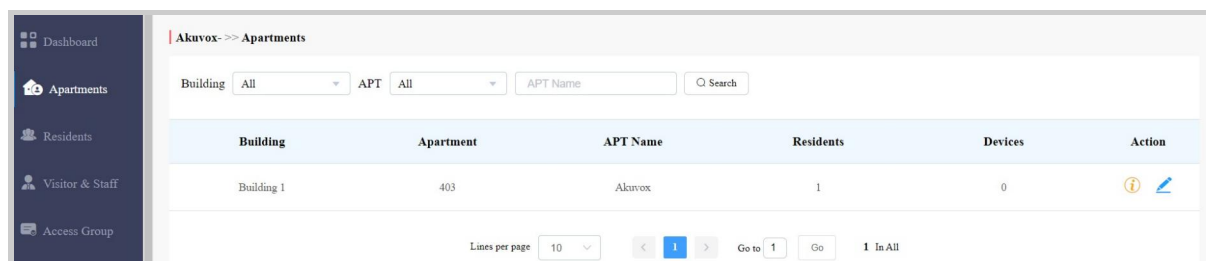 Dashboard
Apartments
Residents
Visitor & Staff
Access Group
Akuvox- >> Apartments
Building All APT All APT Name Search
Building Apartment APT Name Residents Devices Action
Building 1 403 Akuvox 1 0
Lines per page 10 < 1 > Go to 1 Go 1 In All